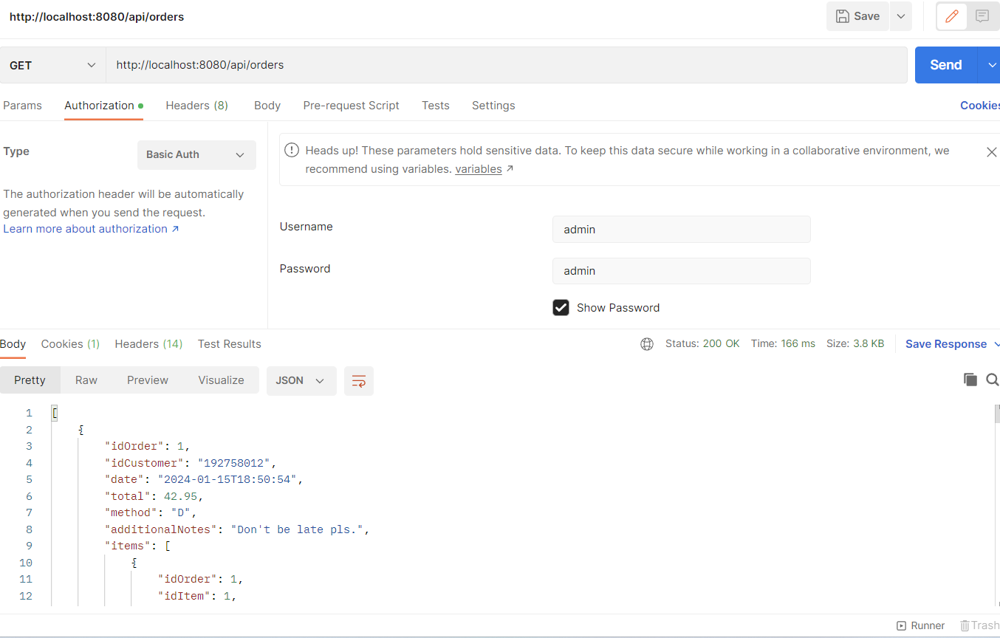 http://localhost:8080/api/orders
Save
GET
http://localhost:8080/api/orders
Send
Params Authorization Headers (8) Body Pre-request Script Tests Settings Cookies
Type
Basic Auth
Heads up! These parameters hold sensitive data. To keep this data secure while working in a collaborative environment, we
recommend using variables. variables ↗
The authorization header will be automatically
generated when you send the request.
Learn more about authorization ↗
Username
admin
Password
admin
Show Password
Body Cookies (1) Headers (14) Test Results Status: 200 OK Time: 166 ms Size: 3.8 KB Save Response
Pretty Raw Preview Visualize JSON
1 [
2 {
3 "idOrder": 1,
4 "idCustomer": "192758012",
5 "date": "2024-01-15T18:50:54",
6 "total": 42.95,
7 "method": "D",
8 "additionalNotes": "Don't be late pls.",
9 "items": [
10 {
11 "idOrder": 1,
12 "idItem": 1,
Runner Trash